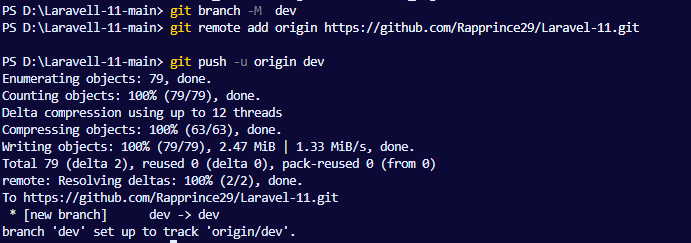 PS D:\Laravell-11-main> git branch -M  dev
PS D:\Laravell-11-main> git remote add origin https://github.com/Rapprince29/Laravel-11.git
PS D:\Laravell-11-main> git push -u origin dev
Enumerating objects: 79, done.
Counting objects: 100% (79/79), done.
Delta compression using up to 12 threads
Compressing objects: 100% (63/63), done.
Writing objects: 100% (79/79), 2.47 MiB | 1.33 MiB/s, done.
Total 79 (delta 2), reused 0 (delta 0), pack-reused 0 (from 0)
remote: Resolving deltas: 100% (2/2), done.
To https://github.com/Rapprince29/Laravel-11.git
 * [new branch]      dev -> dev
branch 'dev' set up to track 'origin/dev'.